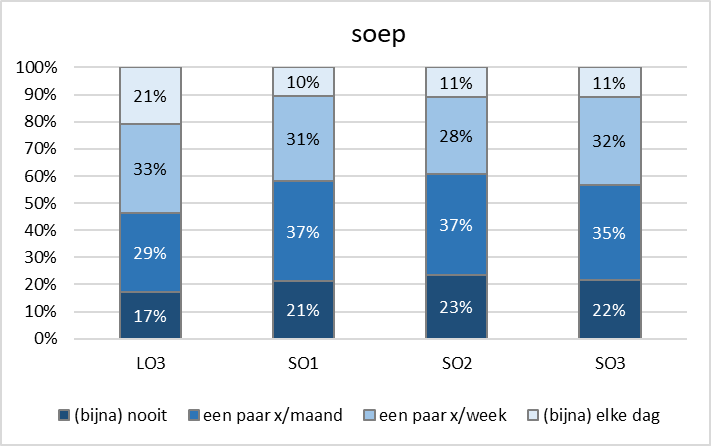 soep
100%
90%
80%
70%
60%
50%
40%
30%
20%
10%
0%
21% 10% 11% 11%
33% 31% 28% 32%
29% 37% 37% 35%
17% 21% 23% 22%
LO3 SO1 SO2 SO3
(bijna) nooit een paar x/maand een paar x/week (bijna) elke dag